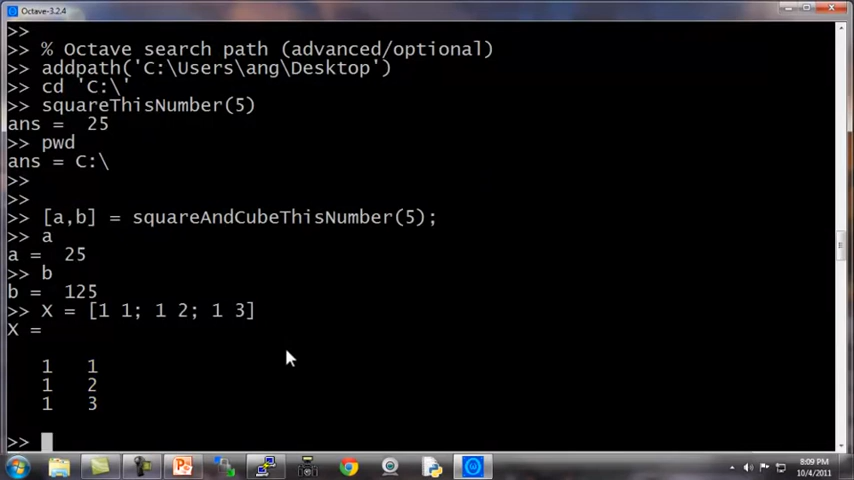 Octave-3.2.4
>>
>> % Octave search path (advanced/optional)
>> addpath('C:\Users\ang\Desktop')
>> cd 'C:\'
>> squareThisNumber(5)
ans =  25
>> pwd
ans = C:\
>>
>>
>> [a,b] = squareAndCubeThisNumber(5);
>> a
a =  25
>> b
b =  125
>> X = [1 1; 1 2; 1 3]
X =
1   1
1   2
1   3
>>
8:09 PM
10/4/2011